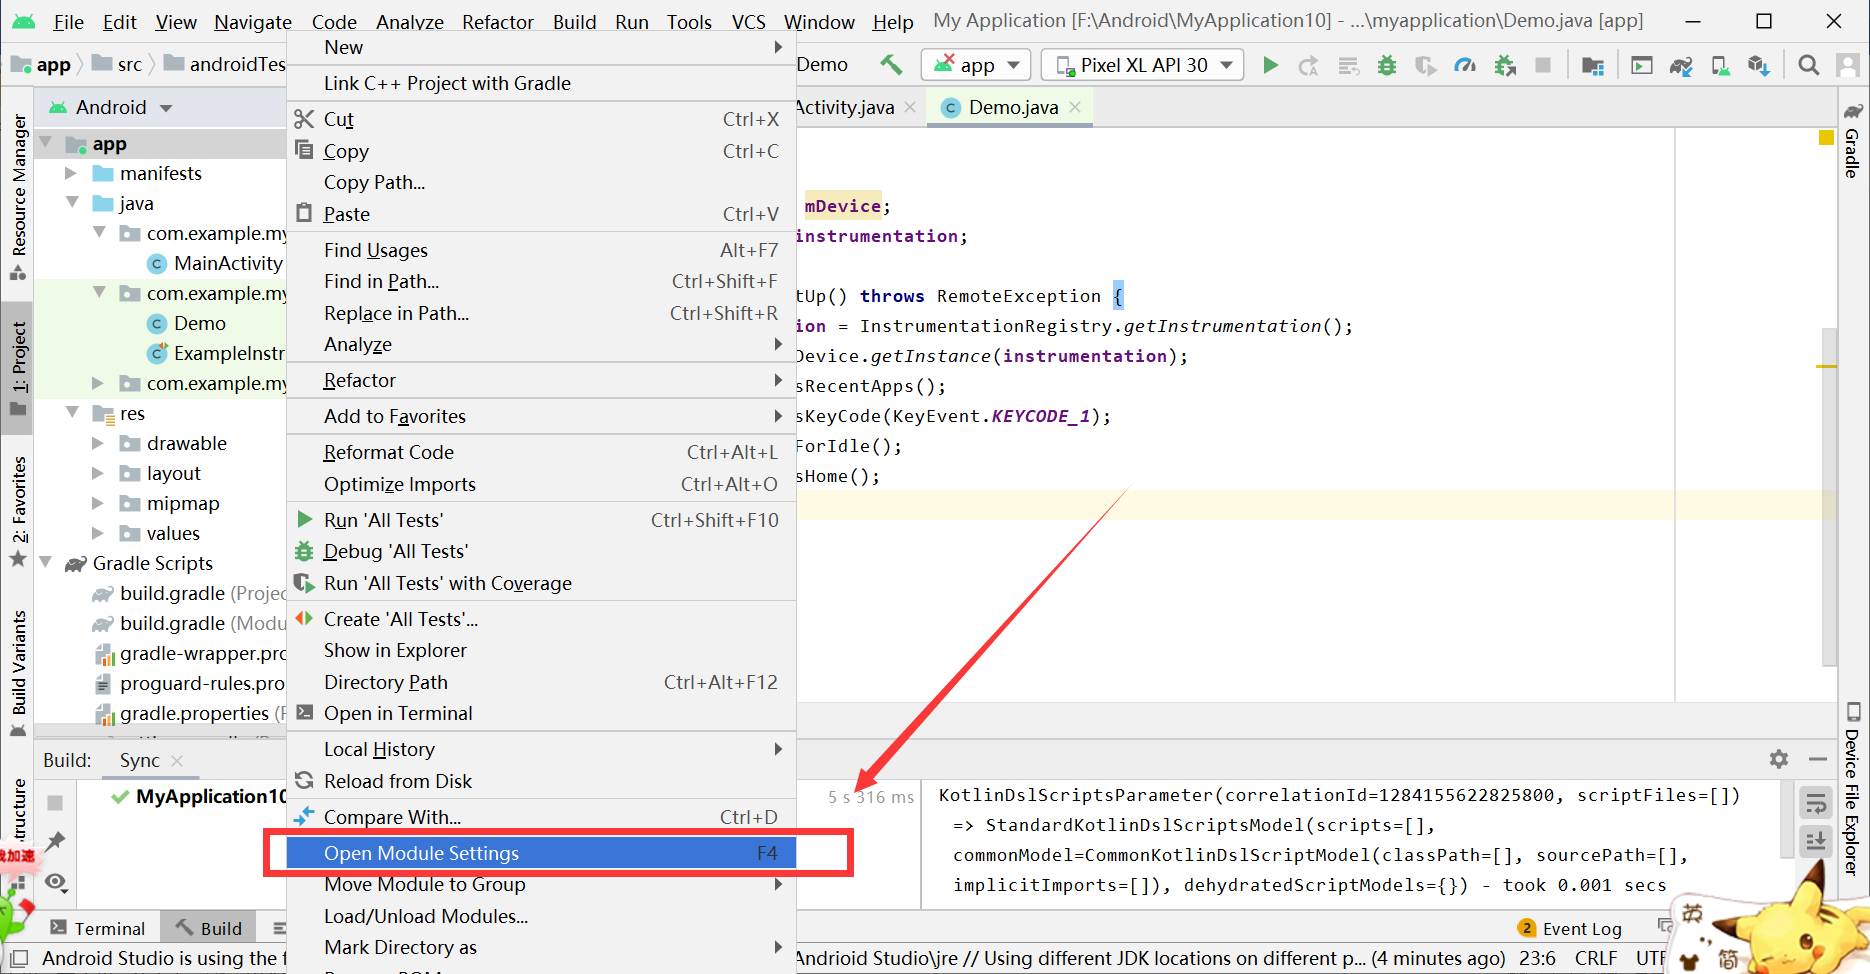 File Edit View Navigate Code Analyze Refactor Build Run Tools VCS Window Help My Application [F:\Android\MyApplication10] - ...\myapplication\Demo.java [app]
app src androidTes Demo app Pixel XL API 30
Android
Activity.java Demo.java
app
manifests
java
com.example.my
MainActivity
com.example.my
Demo
ExampleInstr
com.example.my
res
drawable
layout
mipmap
values
Gradle Scripts
build.gradle (Projec
build.gradle (Modu
gradle-wrapper.pro
proguard-rules.pro
gradle.properties (P
Resource Manager
1: Project
2: Favorites
Build Variants
Structure
New
Link C++ Project with Gradle
Cut Ctrl+X
Copy Ctrl+C
Copy Path...
Paste Ctrl+V
Find Usages Alt+F7
Find in Path... Ctrl+Shift+F
Replace in Path... Ctrl+Shift+R
Analyze
Refactor
Add to Favorites
Reformat Code Ctrl+Alt+L
Optimize Imports Ctrl+Alt+O
Run 'All Tests' Ctrl+Shift+F10
Debug 'All Tests'
Run 'All Tests' with Coverage
Create 'All Tests'...
Show in Explorer
Directory Path Ctrl+Alt+F12
Open in Terminal
Local History
Reload from Disk
Compare With... Ctrl+D
Open Module Settings F4
Move Module to Group
Load/Unload Modules...
Mark Directory as
mDevice;
instrumentation;
tUp() throws RemoteException {
ion = InstrumentationRegistry.getInstrumentation();
Device.getInstance(instrumentation);
sRecentApps();
sKeyCode(KeyEvent.KEYCODE_1);
ForIdle();
sHome();
Gradle
Device File Explorer
Build: Sync
MyApplication10
5 s 316 ms
KotlinDslScriptsParameter(correlationId=1284155622825800, scriptFiles=[])
=> StandardKotlinDslScriptsModel(scripts=[],
commonModel=CommonKotlinDslScriptModel(classPath=[], sourcePath=[],
implicitImports=[]), dehydratedScriptModels={}) - took 0.001 secs
加速
英
简
Terminal Build 2 Event Log
Android Studio is using the f Andrioid Studio\jre // Using different JDK locations on different p... (4 minutes ago) 23:6 CRLF UTF